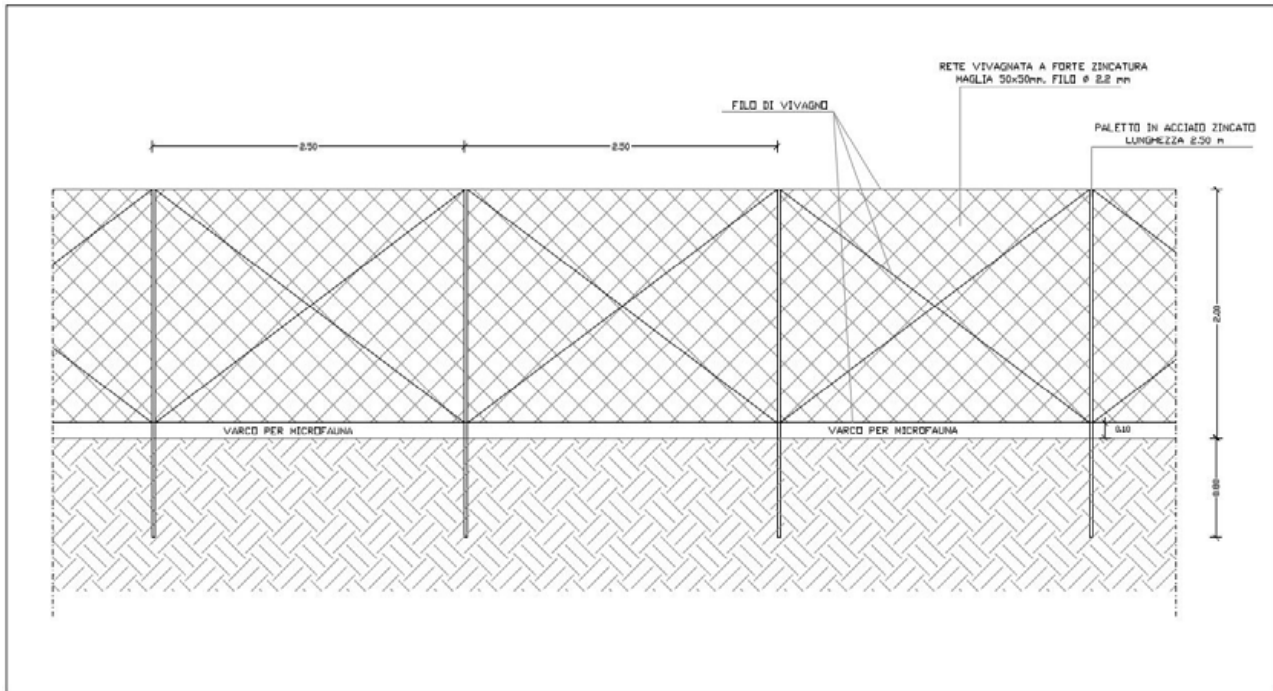 RETE VIVAGNATA A FORTE ZINCATURA
MAGLIA 50x50mm. FILO Ø 2.2 mm
FILO DI VIVAGNO
PALETTO IN ACCIAIO ZINCATO
LUNGHEZZA 2.50 m
2.50
2.50
2.00
VARCO PER MICROFAUNA
VARCO PER MICROFAUNA
0.10
0.80